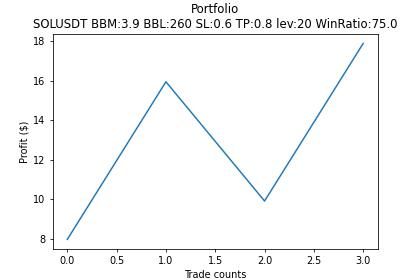 Portfolio
SOLUSDT BBM:3.9 BBL:260 SL:0.6 TP:0.8 lev:20 WinRatio:75.0
18
16
14
12
10
8
Profit ($)
0.0 0.5 1.0 1.5 2.0 2.5 3.0
Trade counts